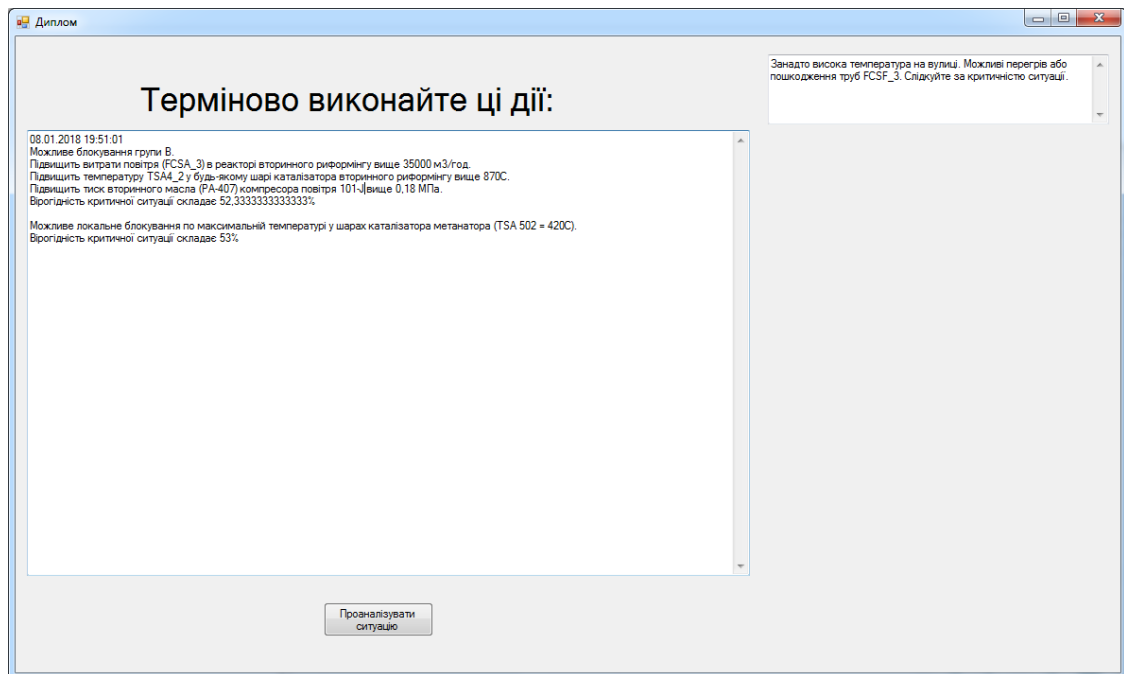 Диплом
Занадто висока температура на вулиці. Можливі перегрів або
пошкодження труб FCSF_3. Слідкуйте за критичністю ситуації.
Терміново виконайте ці дії:
08.01.2018 19:51:01
Можливе блокування групи В.
Підвищить витрати повітря (FCSA_3) в реакторі вторинного риформінгу вище 35000 м3/год.
Підвищить температуру TSA4_2 у будь-якому шарі каталізатора вторинного риформінгу вище 870С.
Підвищить тиск вторинного масла (РА-407) компресора повітря 101-J вище 0,18 МПа.
Вірогідність критичної ситуації складає 52,3333333333333%
Можливе локальне блокування по максимальній температурі у шарах каталізатора метанатора (TSA 502 = 420С).
Вірогідність критичної ситуації складає 53%
Проаналізувати
ситуацію